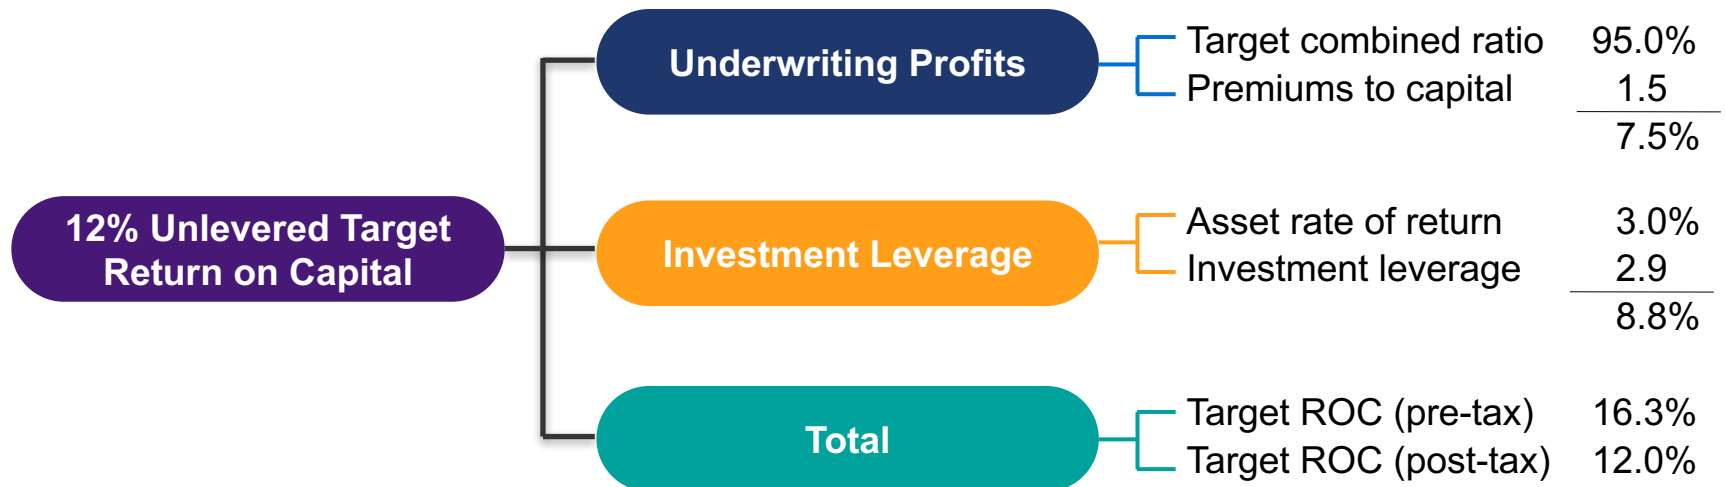 12% Unlevered Target
Return on Capital
Underwriting Profits
Target combined ratio 95.0%
Premiums to capital 1.5
7.5%
Investment Leverage
Asset rate of return 3.0%
Investment leverage 2.9
8.8%
Total
Target ROC (pre-tax) 16.3%
Target ROC (post-tax) 12.0%